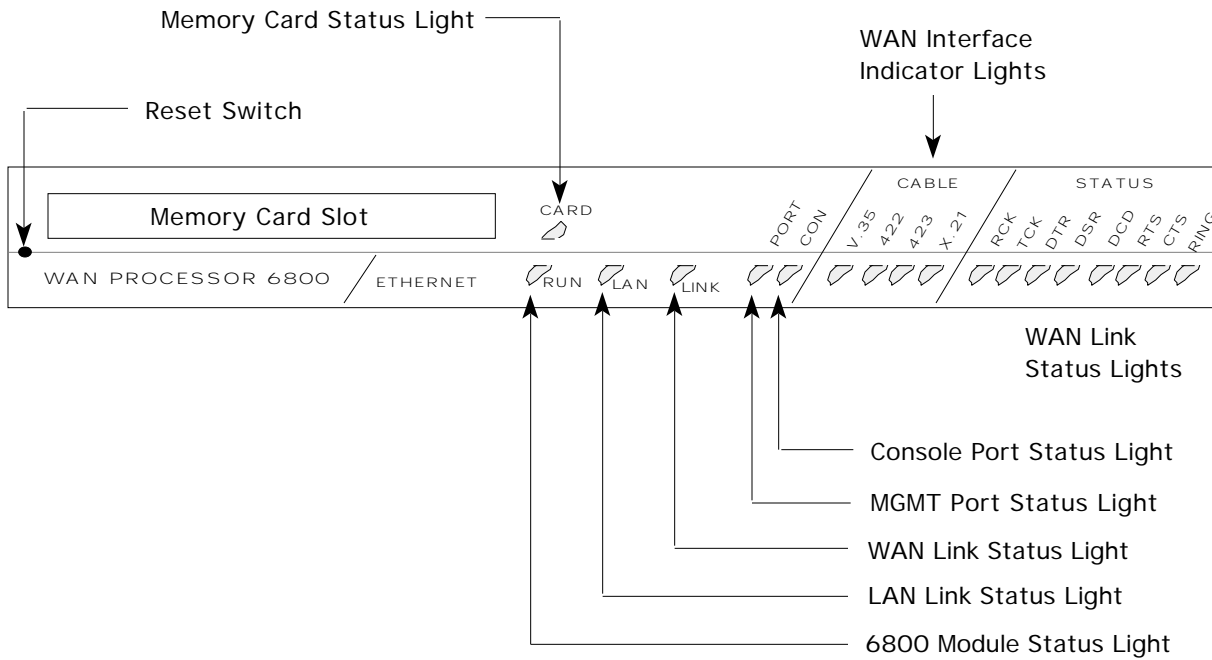 Memory Card Status Light
WAN Interface
Indicator Lights
Reset Switch
CABLE
STATUS
Memory Card Slot
CARD
PORT
CON
V.35
422
423
X.21
RCK
TCK
DTR
DSR
DCD
RTS
CTS
RING
WAN PROCESSOR 6800
ETHERNET
RUN
LAN
LINK
WAN Link
Status Lights
Console Port Status Light
MGMT Port Status Light
WAN Link Status Light
LAN Link Status Light
6800 Module Status Light